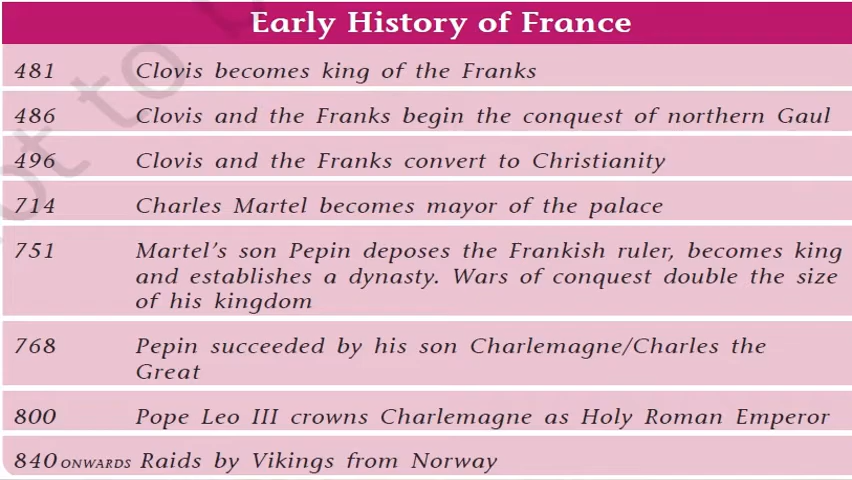 Early History of France
481 Clovis becomes king of the Franks
486 Clovis and the Franks begin the conquest of northern Gaul
496 Clovis and the Franks convert to Christianity
714 Charles Martel becomes mayor of the palace
751 Martel's son Pepin deposes the Frankish ruler, becomes king
and establishes a dynasty. Wars of conquest double the size
of his kingdom
768 Pepin succeeded by his son Charlemagne/Charles the
Great
800 Pope Leo III crowns Charlemagne as Holy Roman Emperor
840 ONWARDS Raids by Vikings from Norway